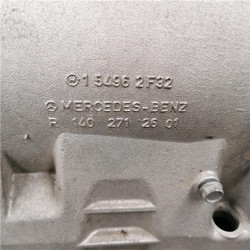 1 5496 2F32
MERCEDES-BENZ
R 140 271 26 01